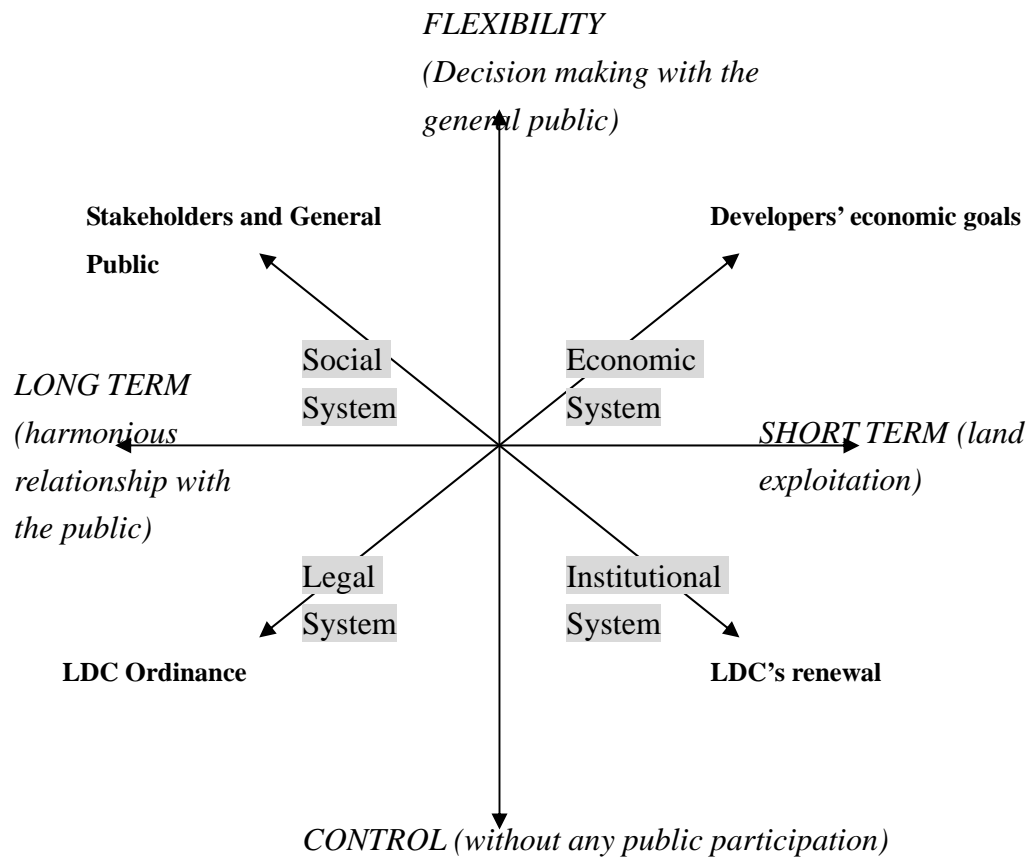 FLEXIBILITY
(Decision making with the
general public)
Stakeholders and General
Public
Developers’ economic goals
Social
System
Economic
System
LONG TERM
(harmonious
relationship with
the public)
SHORT TERM (land
exploitation)
Legal
System
Institutional
System
LDC Ordinance
LDC’s renewal
CONTROL (without any public participation)